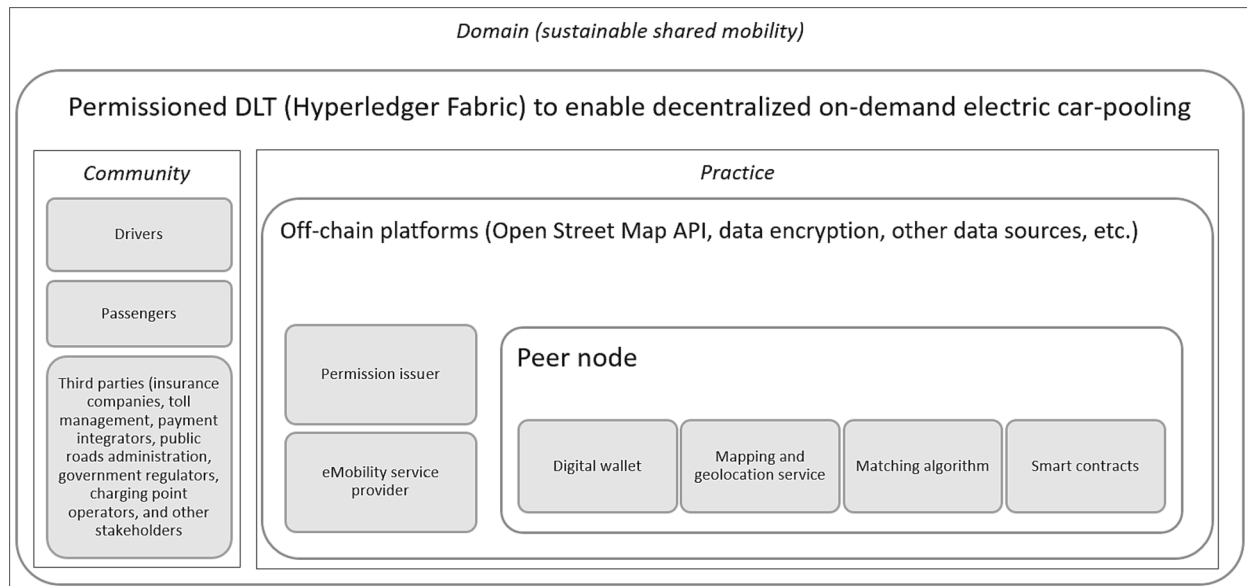 Domain (sustainable shared mobility)
Permissioned DLT (Hyperledger Fabric) to enable decentralized on-demand electric car-pooling
Community
Drivers
Passengers
Third parties (insurance
companies, toll
management, payment
integrators, public
roads administration,
government regulators,
charging point
operators, and other
stakeholders
Practice
Off-chain platforms (Open Street Map API, data encryption, other data sources, etc.)
Permission issuer
eMobility service
provider
Peer node
Digital wallet
Mapping and
geolocation service
Matching algorithm
Smart contracts